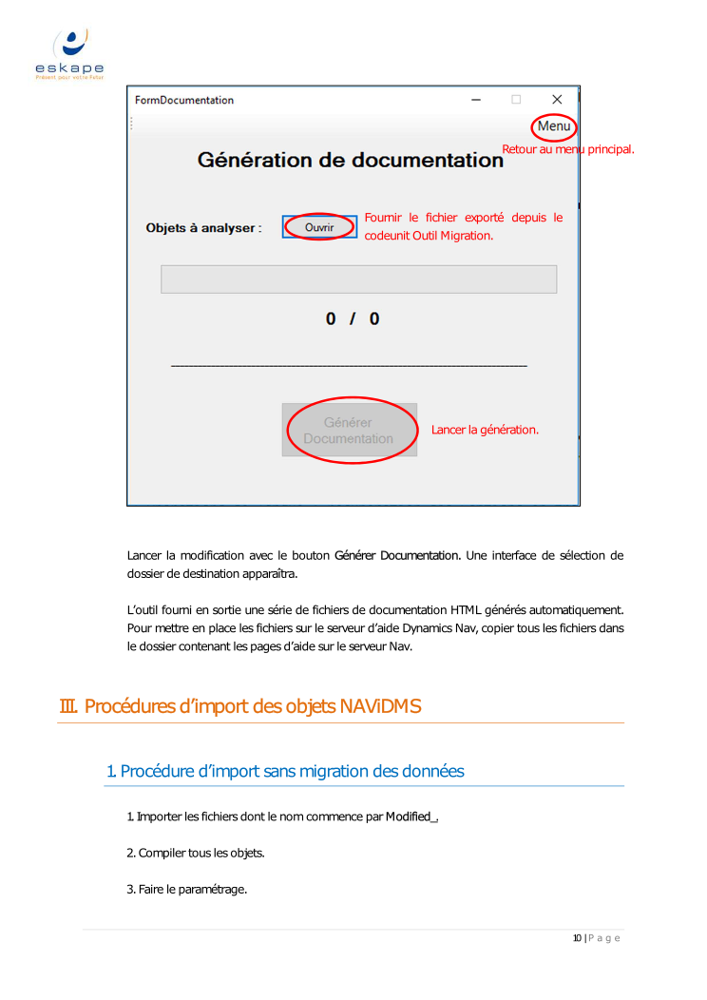 eskape
Présent pour votre Futur
FormDocumentation
Menu
Retour au menu principal.
Génération de documentation
Objets à analyser :
Ouvrir
Fournir le fichier exporté depuis le
codeunit Outil Migration.
0 / 0
Générer
Documentation
Lancer la génération.
Lancer la modification avec le bouton Générer Documentation. Une interface de sélection de
dossier de destination apparaîtra.
L’outil fourni en sortie une série de fichiers de documentation HTML générés automatiquement.
Pour mettre en place les fichiers sur le serveur d’aide Dynamics Nav, copier tous les fichiers dans
le dossier contenant les pages d’aide sur le serveur Nav.
III. Procédures d’import des objets NAViDMS
1. Procédure d’import sans migration des données
1. Importer les fichiers dont le nom commence par Modified_.
2. Compiler tous les objets.
3. Faire le paramétrage.
10 | P a g e